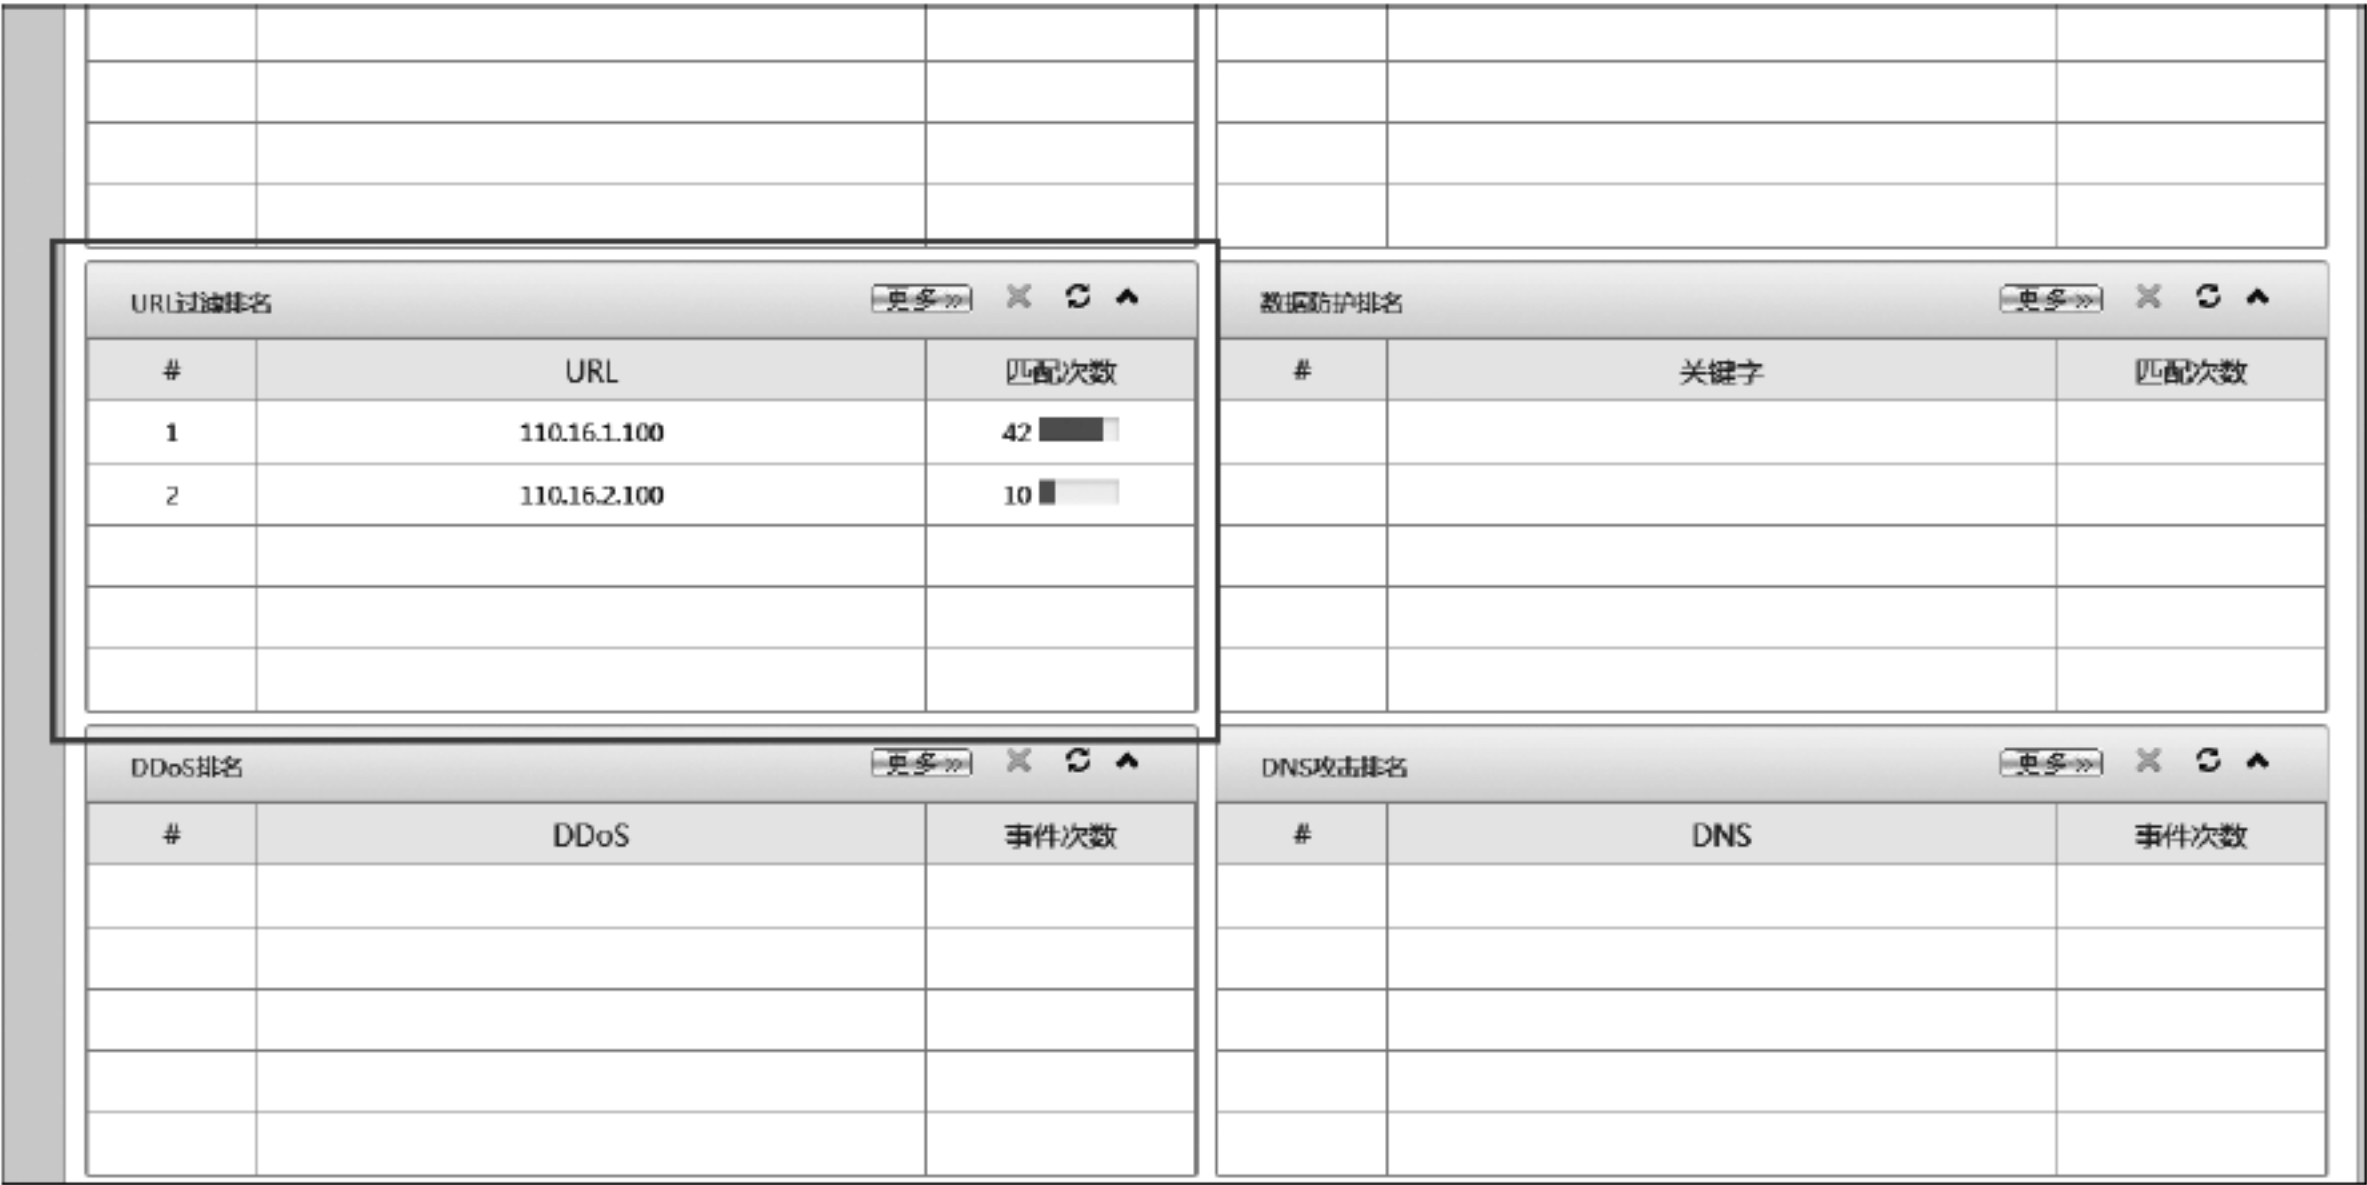 URL过滤排名 更多»
# URL 匹配次数
1 110.16.1.100 42
2 110.16.2.100 10
数据防护排名 更多»
# 关键字 匹配次数
DDoS排名 更多»
# DDoS 事件次数
DNS攻击排名 更多»
# DNS 事件次数